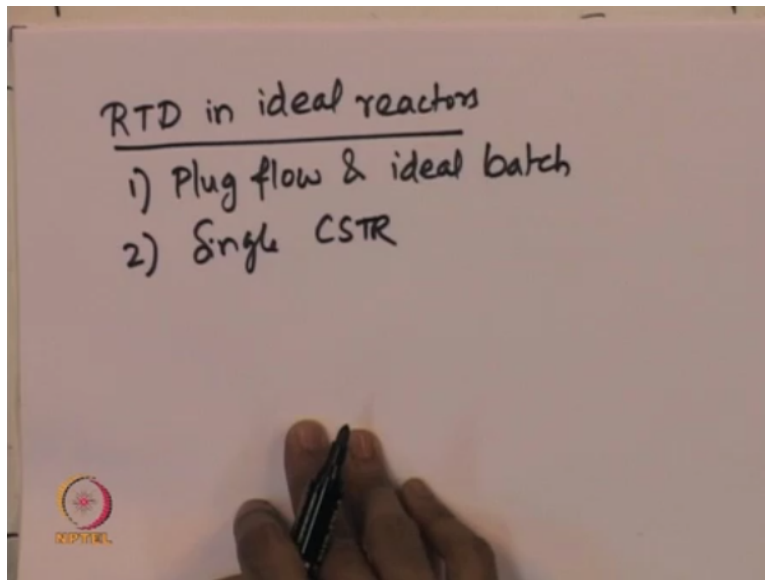 RTD in ideal reactors
1) Plug flow & ideal batch
2) Single CSTR
NPTEL